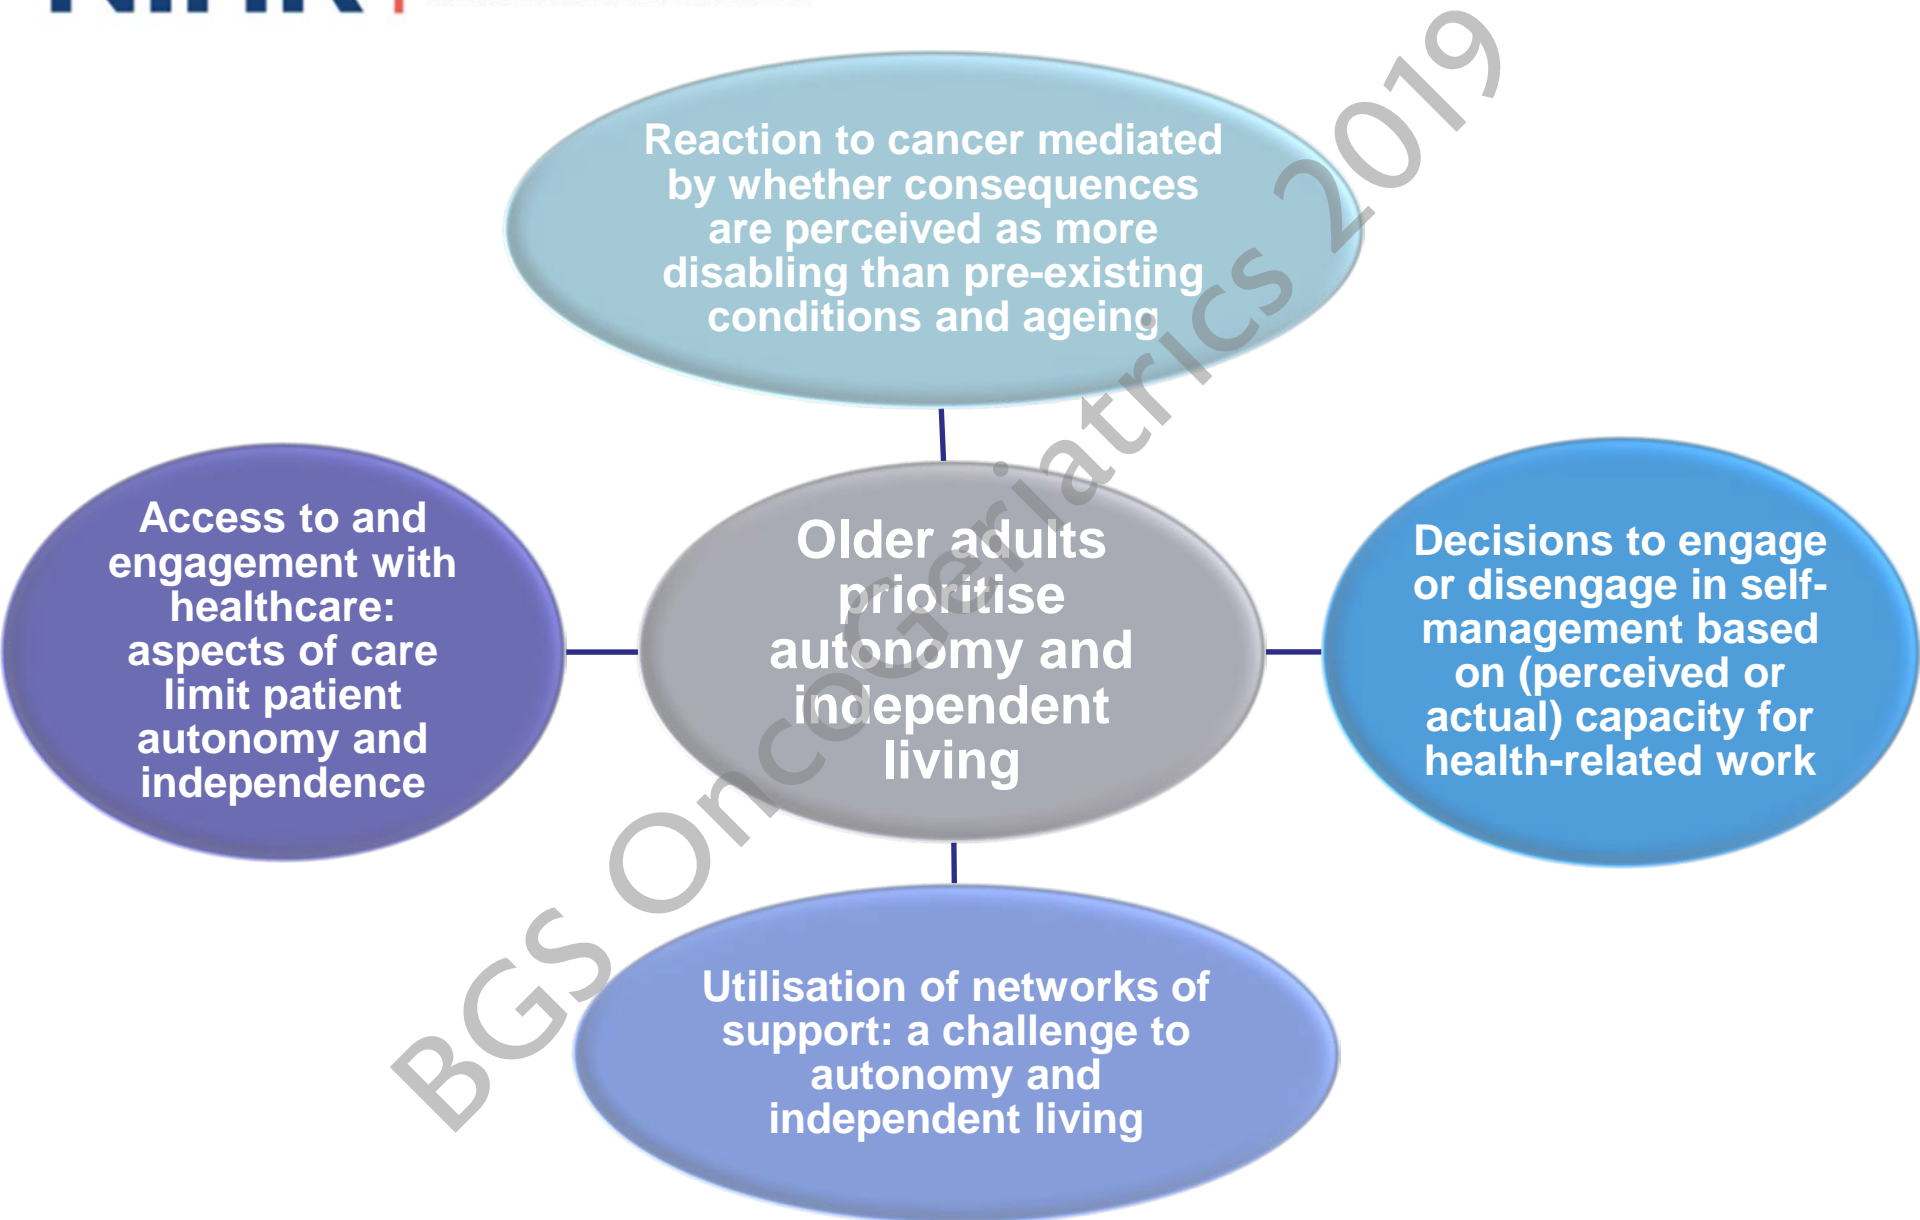 NIHR
Reaction to cancer mediated
by whether consequences
are perceived as more
disabling than pre-existing
conditions and ageing
Access to and
engagement with
healthcare:
aspects of care
limit patient
autonomy and
independence
Older adults
prioritise
autonomy and
independent
living
Decisions to engage
or disengage in self-
management based
on (perceived or
actual) capacity for
health-related work
Utilisation of networks of
support: a challenge to
autonomy and
independent living
BGS OncoGeriatrics 2019